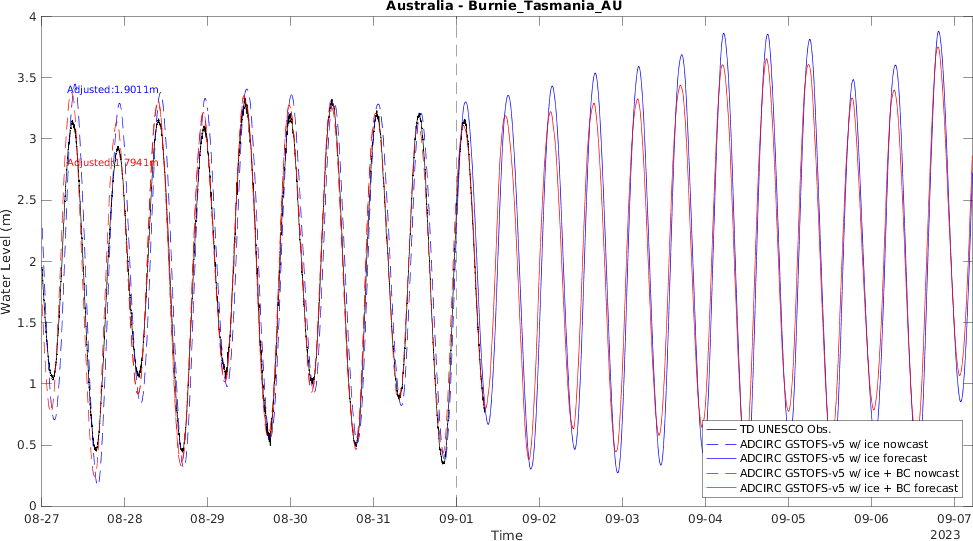 Australia - Burnie_Tasmania_AU
4
3.5
3
2.5
2
1.5
1
0.5
0
Water Level (m)
Adjusted:1.9011m
Adjusted:1.7941m
TD UNESCO Obs.
ADCIRC GSTOFS-v5 w/ ice nowcast
ADCIRC GSTOFS-v5 w/ ice forecast
ADCIRC GSTOFS-v5 w/ ice + BC nowcast
ADCIRC GSTOFS-v5 w/ ice + BC forecast
08-27 08-28 08-29 08-30 08-31 09-01 09-02 09-03 09-04 09-05 09-06 09-07
Time
2023